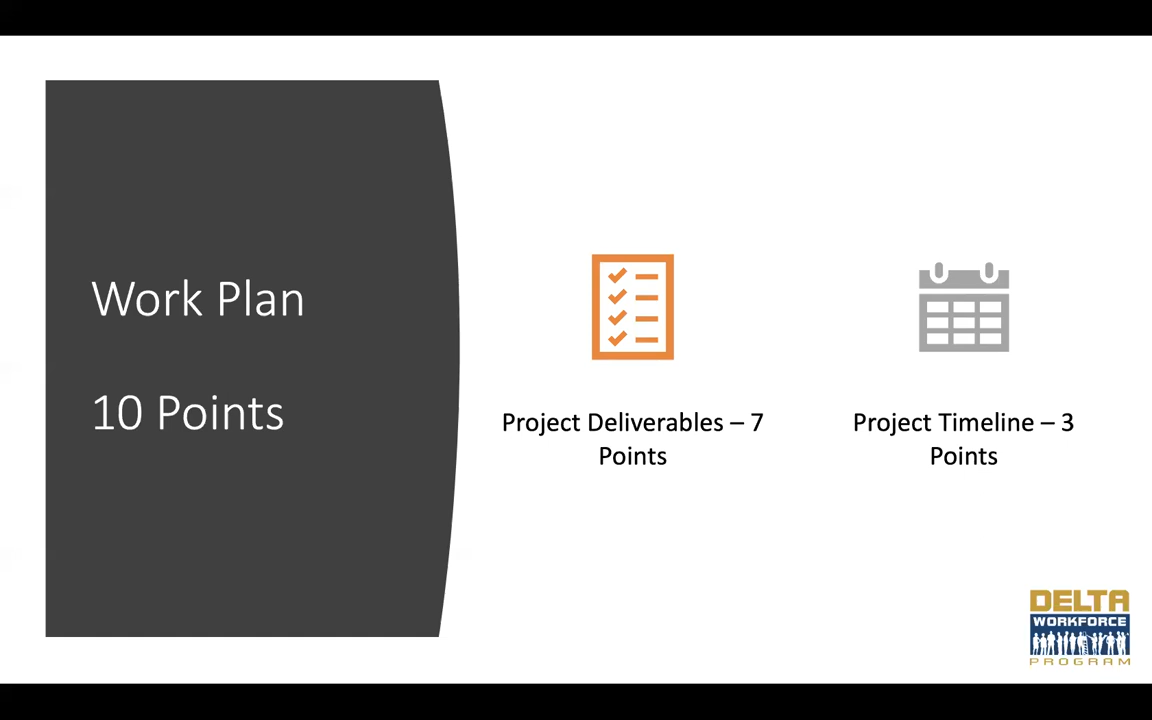 Work Plan
10 Points
Project Deliverables – 7
Points
Project Timeline – 3
Points
DELTA
WORKFORCE
PROGRAM